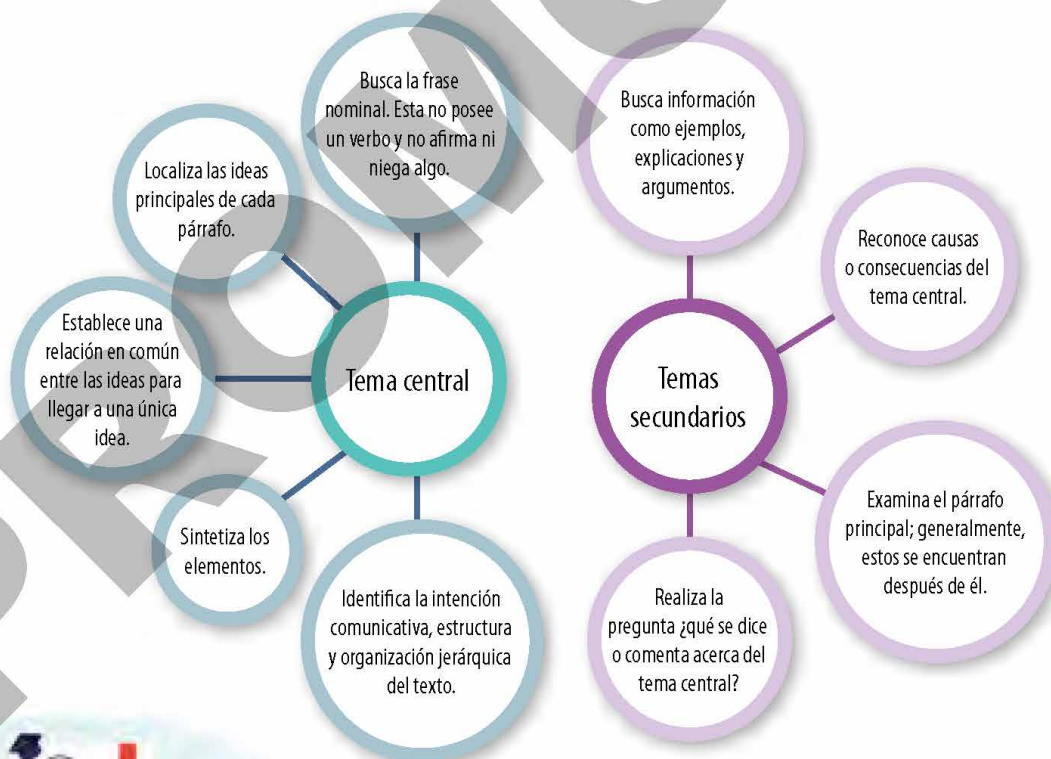 Busca la frase
nominal. Esta no posee
un verbo y no afirma ni
niega algo.
Localiza las ideas
principales de cada
párrafo.
Establece una
relación en común
entre las ideas para
llegar a una única
idea.
Sintetiza los
elementos.
Identifica la intención
comunicativa, estructura
y organización jerárquica
del texto.
Tema central
Busca información
como ejemplos,
explicaciones y
argumentos.
Reconoce causas
o consecuencias del
tema central.
Examina el párrafo
principal; generalmente,
estos se encuentran
después de él.
Realiza la
pregunta ¿qué se dice
o comenta acerca del
tema central?
Temas
secundarios